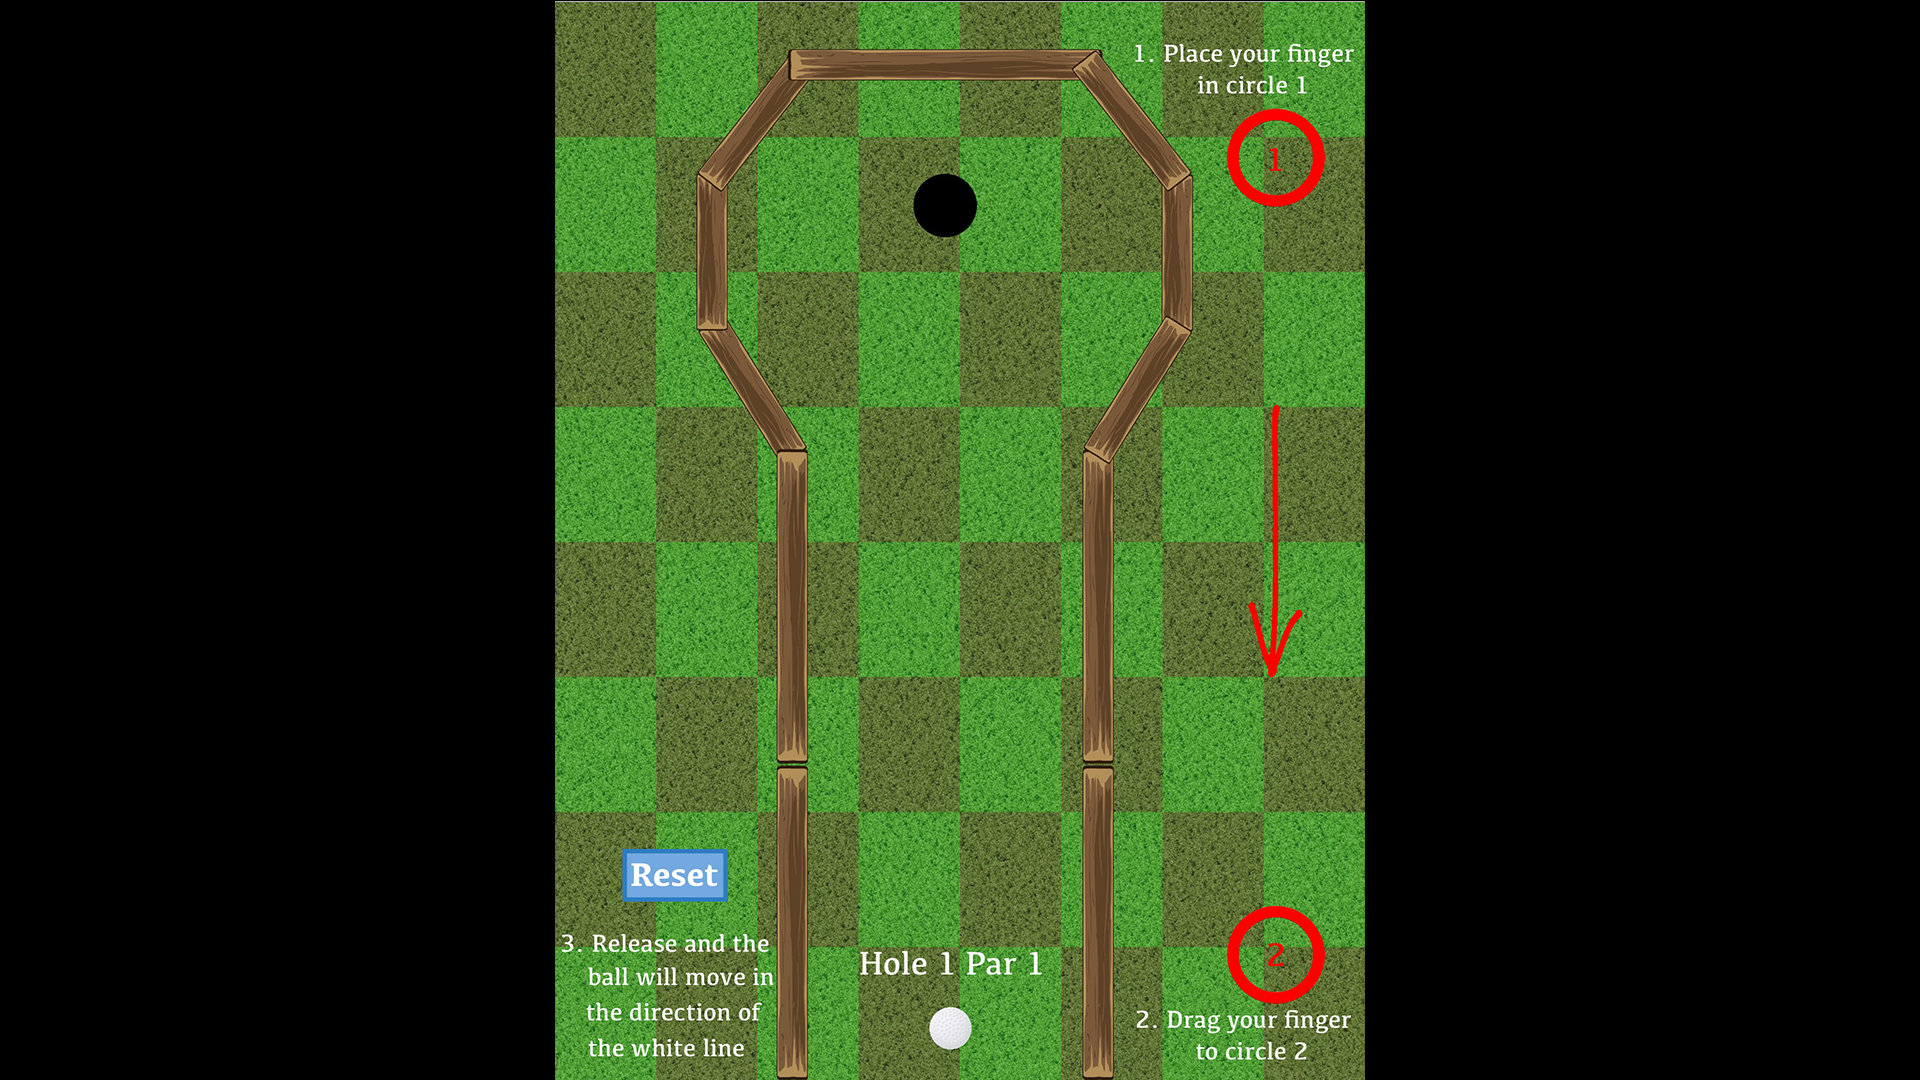 1. Place your finger
in circle 1
1
Reset
3. Release and the
ball will move in
the direction of
the white line
Hole 1 Par 1
2
2. Drag your finger
to circle 2